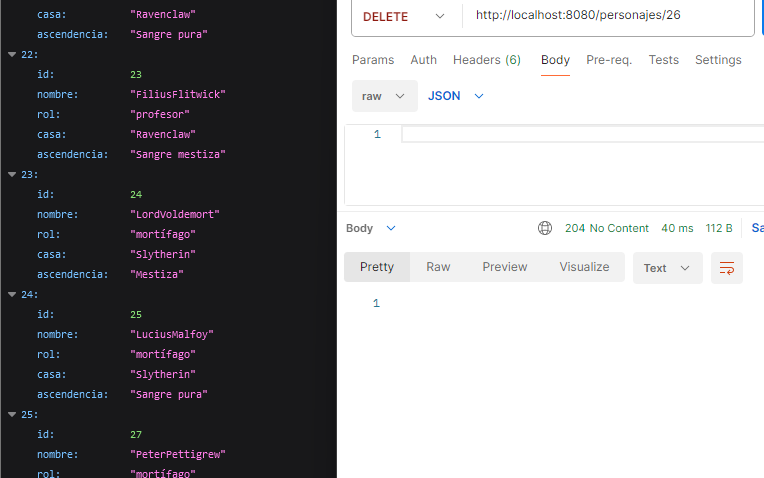 casa: "Ravenclaw"
ascendencia: "Sangre pura"
22:
id: 23
nombre: "FiliusFlitwick"
rol: "profesor"
casa: "Ravenclaw"
ascendencia: "Sangre mestiza"
23:
id: 24
nombre: "LordVoldemort"
rol: "mortífago"
casa: "Slytherin"
ascendencia: "Mestiza"
24:
id: 25
nombre: "LuciusMalfoy"
rol: "mortífago"
casa: "Slytherin"
ascendencia: "Sangre pura"
25:
id: 27
nombre: "PeterPettigrew"
rol: "mortífago"
DELETE http://localhost:8080/personajes/26
Params Auth Headers (6) Body Pre-req. Tests Settings
raw JSON
1
Body 204 No Content 40 ms 112 B Sa
Pretty Raw Preview Visualize Text
1